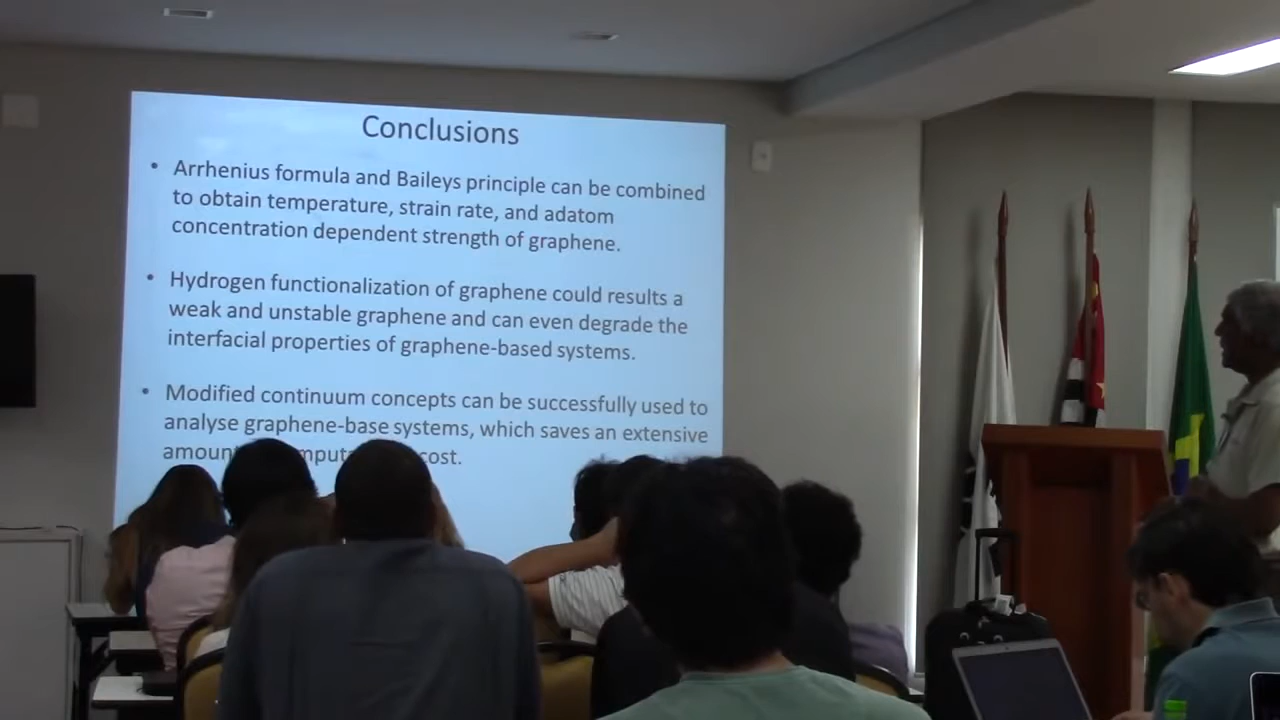 Conclusions
• Arrhenius formula and Baileys principle can be combined
to obtain temperature, strain rate, and adatom
concentration dependent strength of graphene.
• Hydrogen functionalization of graphene could results a
weak and unstable graphene and can even degrade the
interfacial properties of graphene-based systems.
• Modified continuum concepts can be successfully used to
analyse graphene-base systems, which saves an extensive
cost.